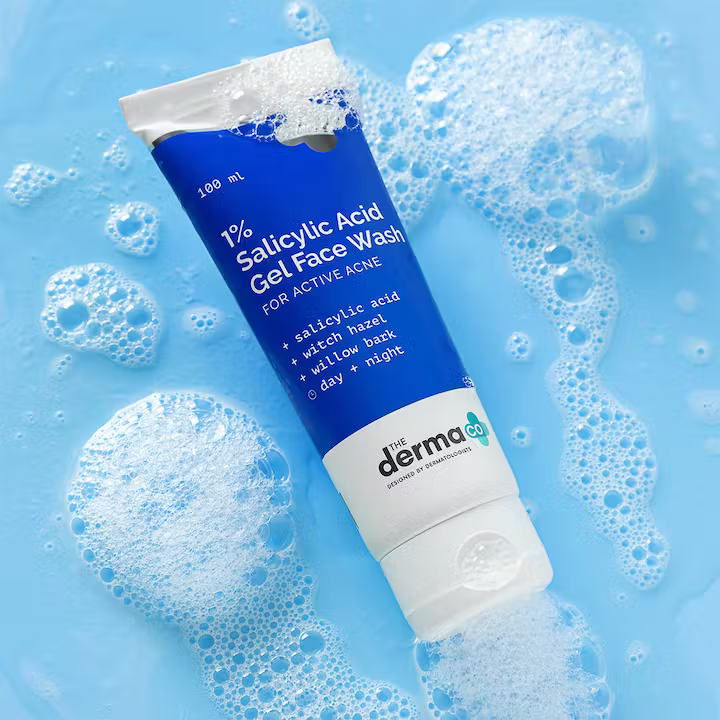 100 ml
1%
Salicylic Acid
Gel Face Wash
FOR ACTIVE ACNE
+ salicylic acid
+ witch hazel
+ willow bark
day + night
THE
derma co
DESIGNED BY DERMATOLOGISTS